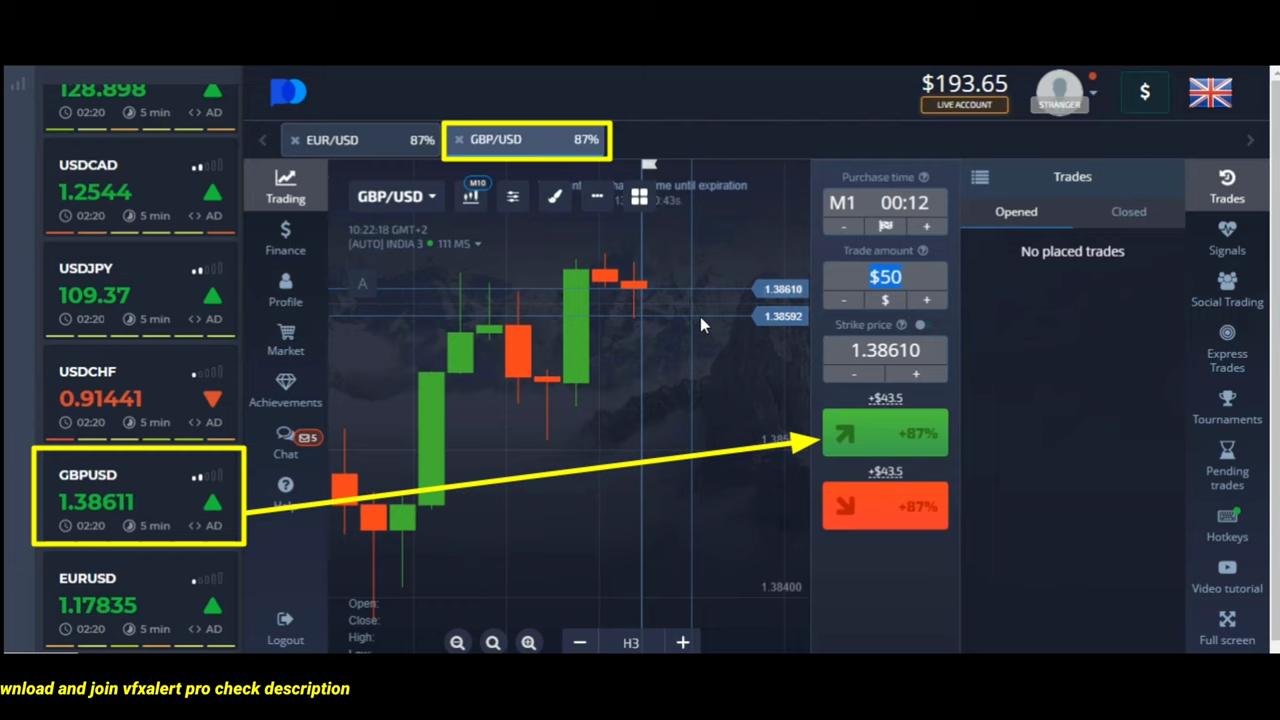 128.898
02:20 5 min <> AD
USDCAD
1.2544
02:20 5 min <> AD
USDJPY
109.37
02:20 5 min <> AD
USDCHF
0.91441
02:20 5 min <> AD
GBPUSD
1.38611
02:20 5 min <> AD
EURUSD
1.17835
02:20 5 min <> AD
$193.65
LIVE ACCOUNT
STRANGER
$
EUR/USD 87%
GBP/USD 87%
Trading
Finance
Profile
Market
Achievements
5
Chat
Logout
GBP/USD
M10
me until expiration
10:22:18 GMT+2
[AUTO] INDIA 3 111 MS
A
1.38610
1.38592
1.38400
Open:
Close:
High:
H3
Purchase time
M1 00:12
- +
Trade amount
$50
- $ +
Strike price
1.38610
- +
+$43.5
+87%
+$43.5
+87%
Trades
Opened Closed
No placed trades
Trades
Signals
Social Trading
Express
Trades
Tournaments
Pending
trades
Hotkeys
Video tutorial
Full screen
wnload and join vfxalert pro check description